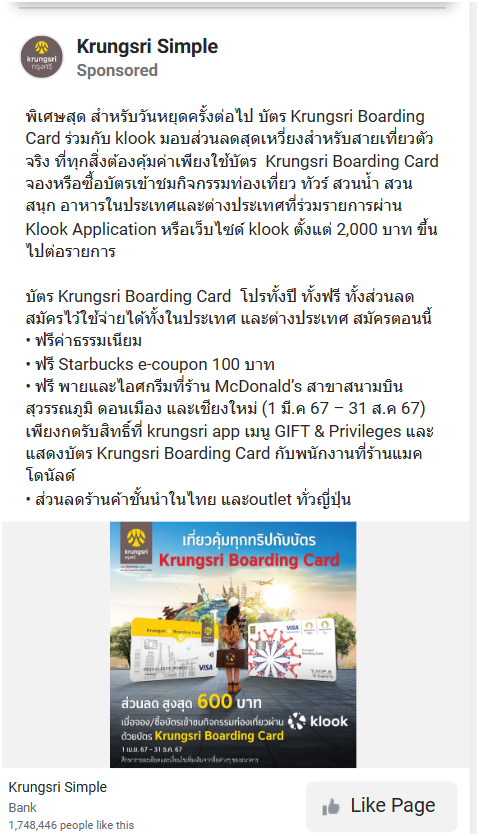 Krungsri Simple
Sponsored
พิเศษสุด สำหรับวันหยุดครั้งต่อไป บัตร Krungsri Boarding
Card ร่วมกับ klook มอบส่วนลดสุดเหวี่ยงสำหรับสายเที่ยวตัว
จริง ที่ทุกสิ่งต้องคุ้มค่าเพียงใช้บัตร Krungsri Boarding Card
จองหรือซื้อบัตรเข้าชมกิจกรรมท่องเที่ยว ทัวร์ สวนน้ำ สวน
สนุก อาหารในประเทศและต่างประเทศที่ร่วมรายการผ่าน
Klook Application หรือเว็บไซด์ klook ตั้งแต่ 2,000 บาท ขึ้น
ไปต่อรายการ
บัตร Krungsri Boarding Card โปรทั้งปี ทั้งฟรี ทั้งส่วนลด
สมัครไว้ใช้จ่ายได้ทั้งในประเทศ และต่างประเทศ สมัครตอนนี้
• ฟรีค่าธรรมเนียม
• ฟรี Starbucks e-coupon 100 บาท
• ฟรี พายและไอศกรีมที่ร้าน McDonald's สาขาสนามบิน
สุวรรณภูมิ ดอนเมือง และเชียงใหม่ (1 มี.ค 67 – 31 ส.ค 67)
เพียงกดรับสิทธิ์ที่ krungsri app เมนู GIFT & Privileges และ
แสดงบัตร Krungsri Boarding Card กับพนักงานที่ร้านแมค
โดนัลด์
• ส่วนลดร้านค้าชั้นนำในไทย และoutlet ทั่วญี่ปุ่น
krungsri
กรุงศรี
เที่ยวคุ้มทุกทริปกับบัตร
Krungsri Boarding Card
Krungsri Boarding Card
VISA
VISA
VISA
ส่วนลด สูงสุด 600 บาท
เมื่อจอง/ซื้อบัตรเข้าชมกิจกรรมท่องเที่ยวผ่าน klook
ด้วยบัตร Krungsri Boarding Card
1 เม.ย. 67 – 31 ธ.ค. 67
Krungsri Simple
Bank
1,748,446 people like this
Like Page